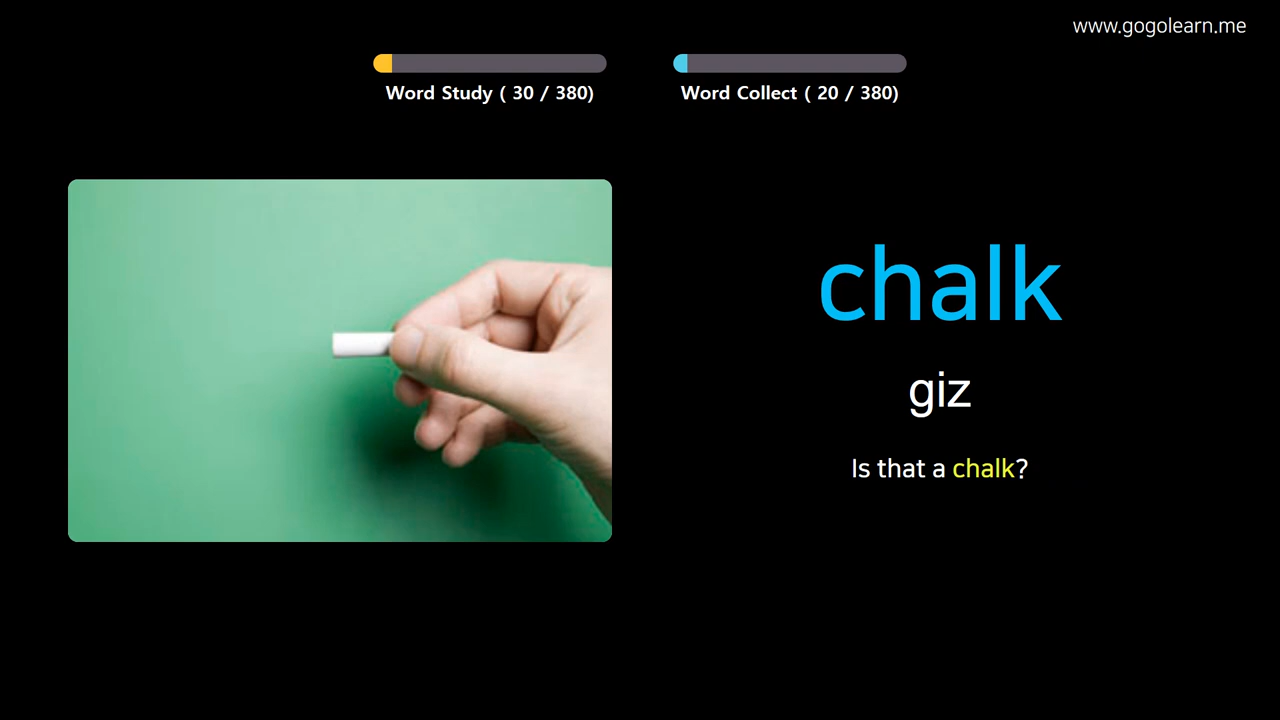 www.gogolearn.me
Word Study ( 30 / 380)
Word Collect ( 20 / 380)
chalk
giz
Is that a chalk?